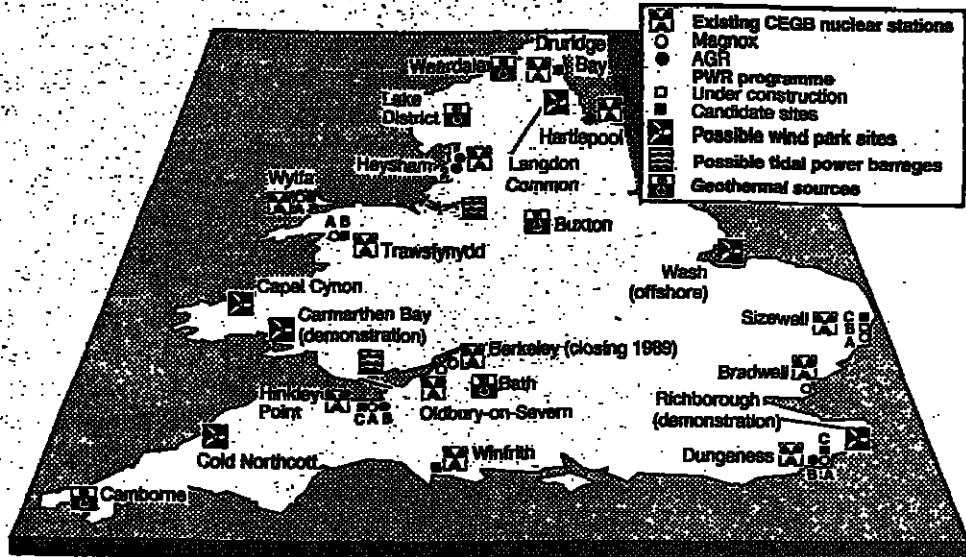 Existing CEGB nuclear stations
Magnox
AGR
PWR programme
Under construction
Candidate sites
Possible wind park sites
Possible tidal power barrages
Geothermal sources
Druridge
Bay
Weardale
Lake
District
Hartlepool
Heysham
Langdon
Common
Wylfa
A B
Buxton
Trawsfynydd
Wash
(offshore)
Capel Cynon
Carmarthen Bay
(demonstration)
Sizewell
C
B
A
Berkeley (closing 1989)
Bradwell
Hinkley
Point
C A B
Bath
Oldbury-on-Severn
Richborough
(demonstration)
Cold Northcott
Winfrith
Dungeness
C
B A
Camborne